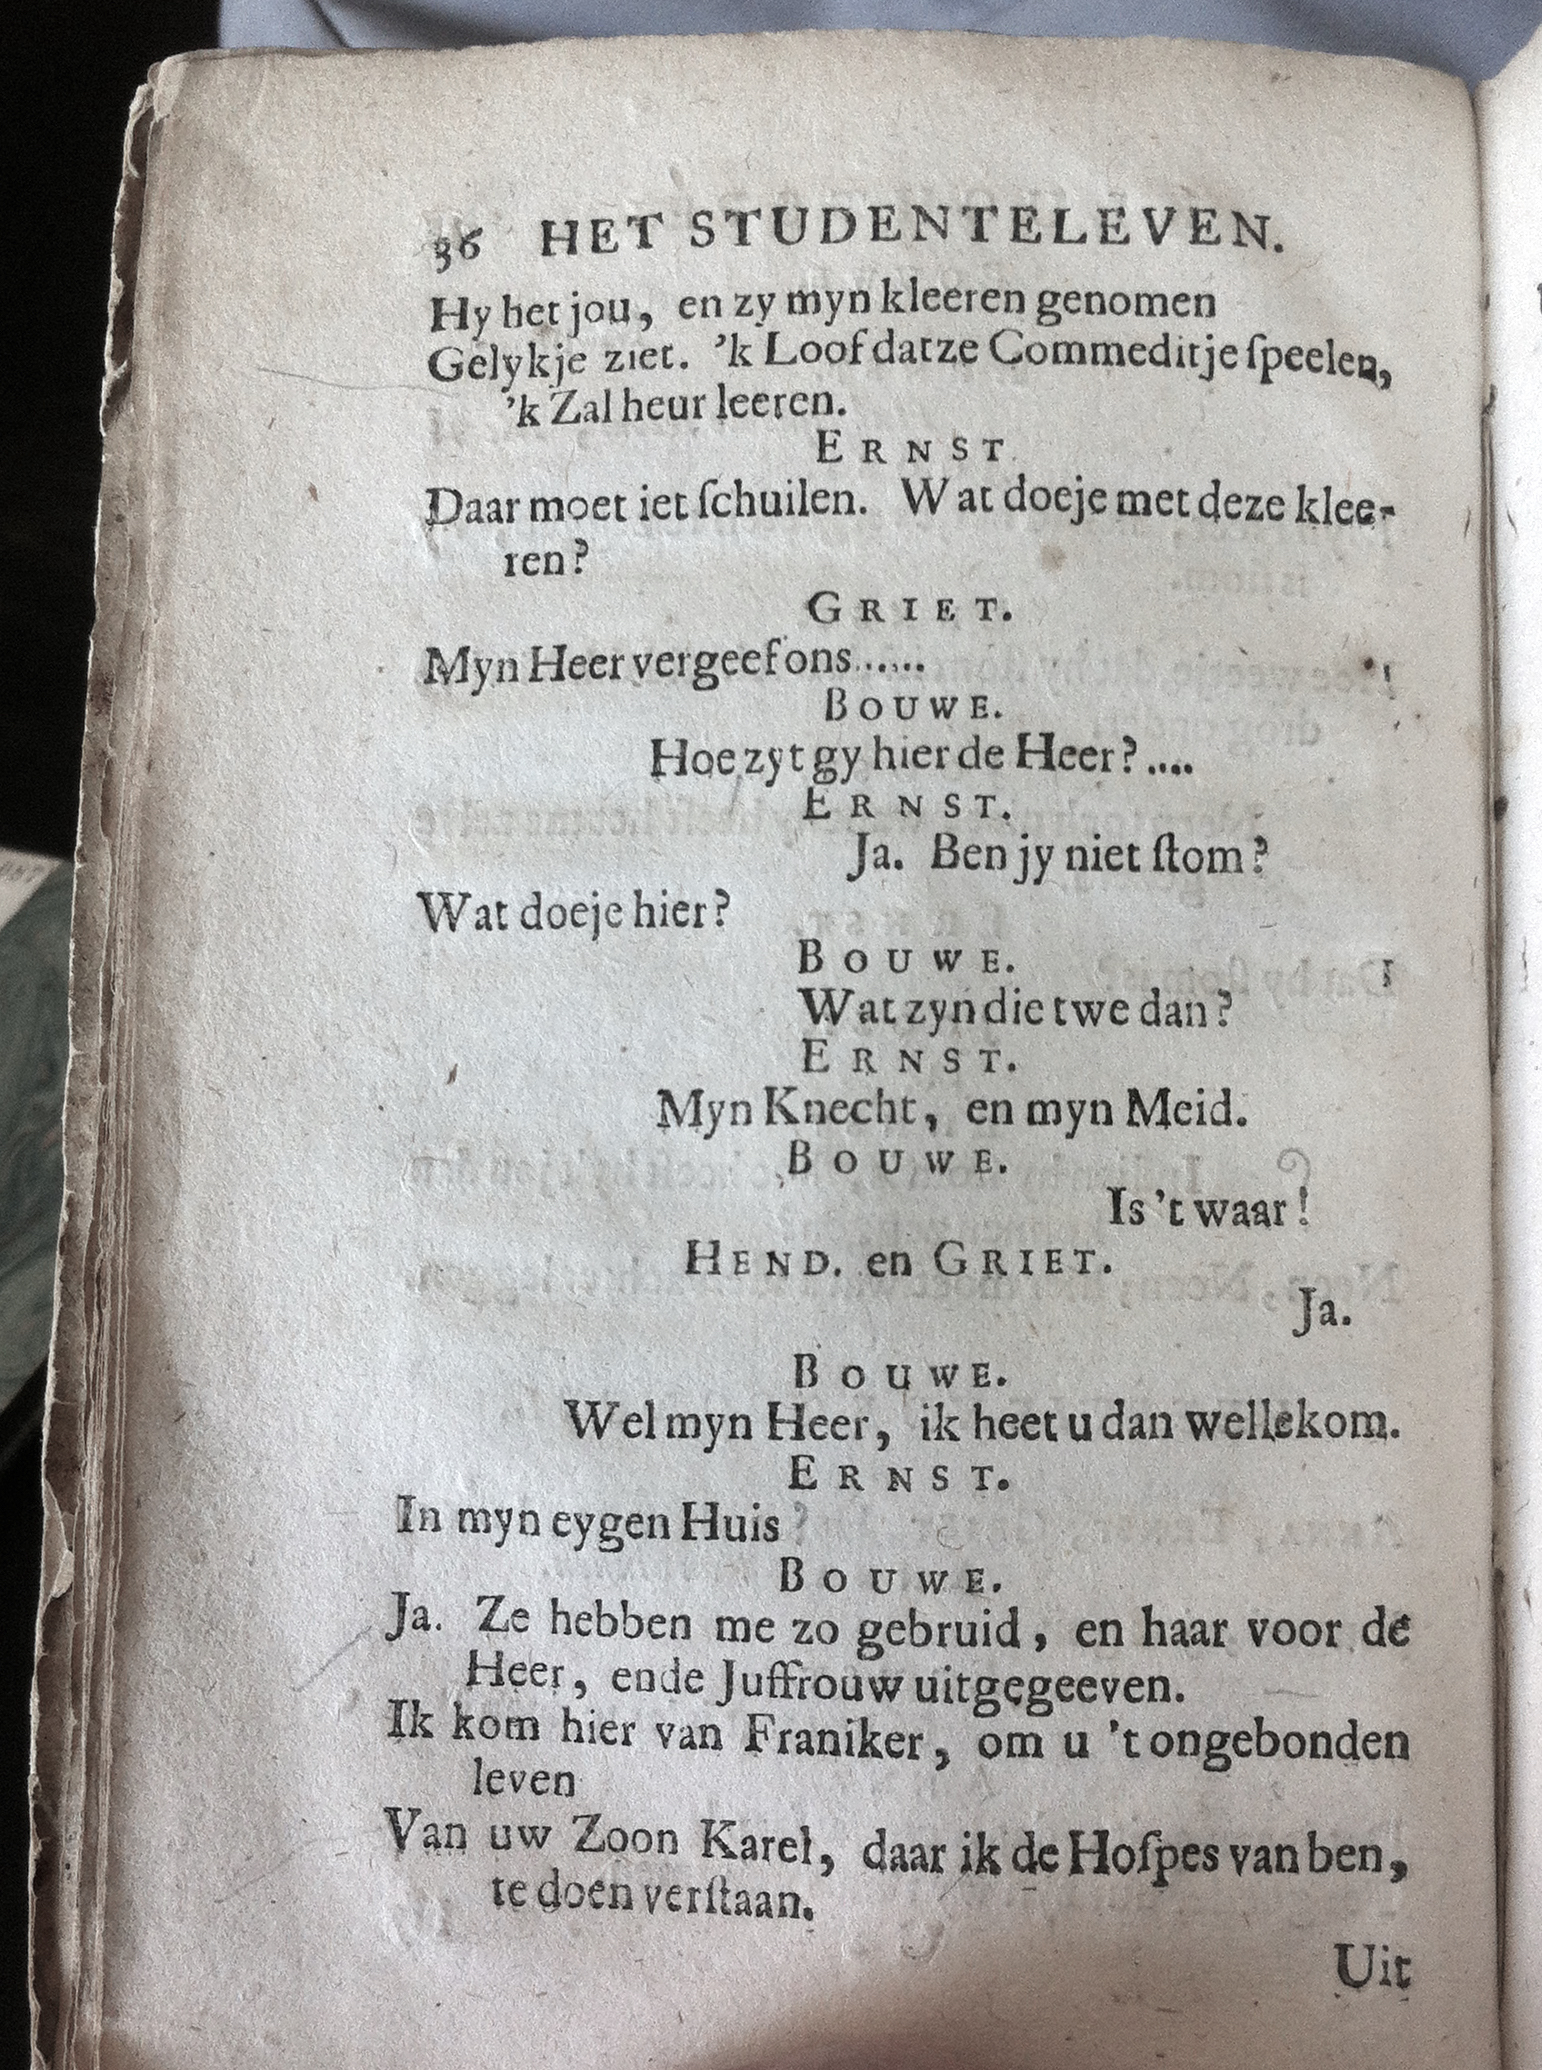 36 HET STUDENTELEVEN.
Hy het jou, en zy myn kleeren genomen
Gelykje ziet. 'k Loof datze Commeditje ſpeelen,
'k Zal heur leeren.
ERNST.
Daar moet iet ſchuilen. Wat doeje met deze klee-
ren?
GRIET.
Myn Heer vergeef ons......
BOUWE.
Hoe zyt gy hier de Heer?....
ERNST.
Ja. Ben jy niet ſtom?
Wat doeje hier?
BOUWE.
Wat zyn die twe dan?
ERNST.
Myn Knecht, en myn Meid.
BOUWE.
Is 't waar!
HEND. en GRIET.
Ja.
BOUWE.
Wel myn Heer, ik heet u dan wellekom.
ERNST.
In myn eygen Huis?
BOUWE.
Ja. Ze hebben me zo gebruid, en haar voor de
Heer, ende Juffrouw uitgegeeven.
Ik kom hier van Franiker, om u 't ongebonden
leven
Van uw Zoon Karel, daar ik de Hoſpes van ben,
te doen verſtaan.
Uit